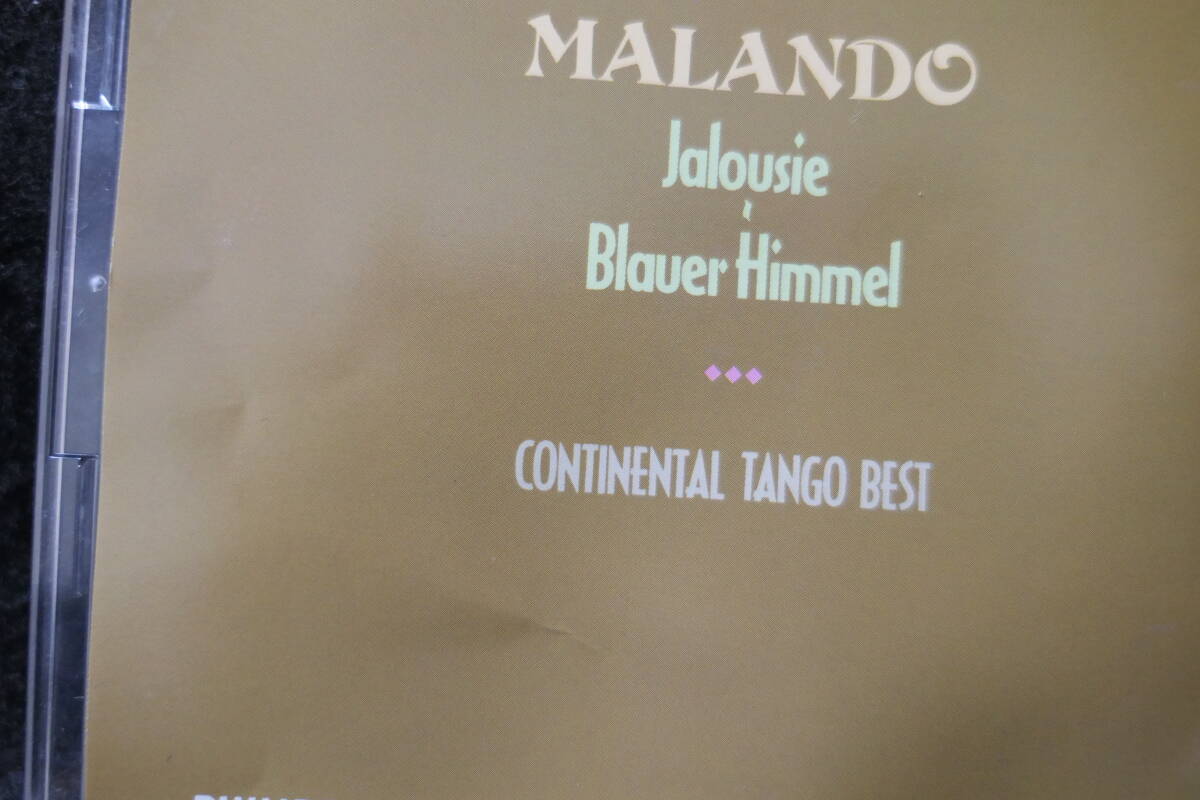 MALANDO
Jalousie
~
Blauer Himmel
CONTINENTAL TANGO BEST